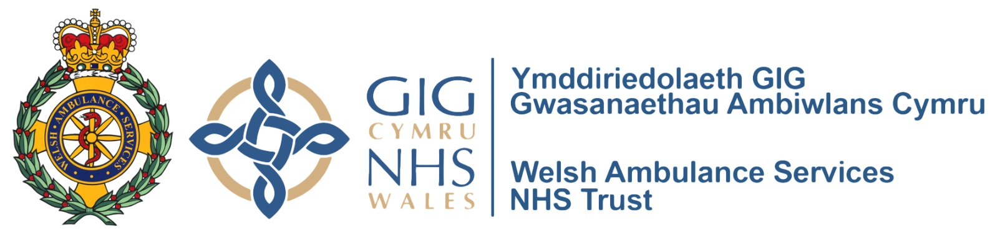 WELSH · AMBULANCE · SERVICES
GIG
CYMRU
NHS
WALES
Ymddiriedolaeth GIG
Gwasanaethau Ambiwlans Cymru
Welsh Ambulance Services
NHS Trust